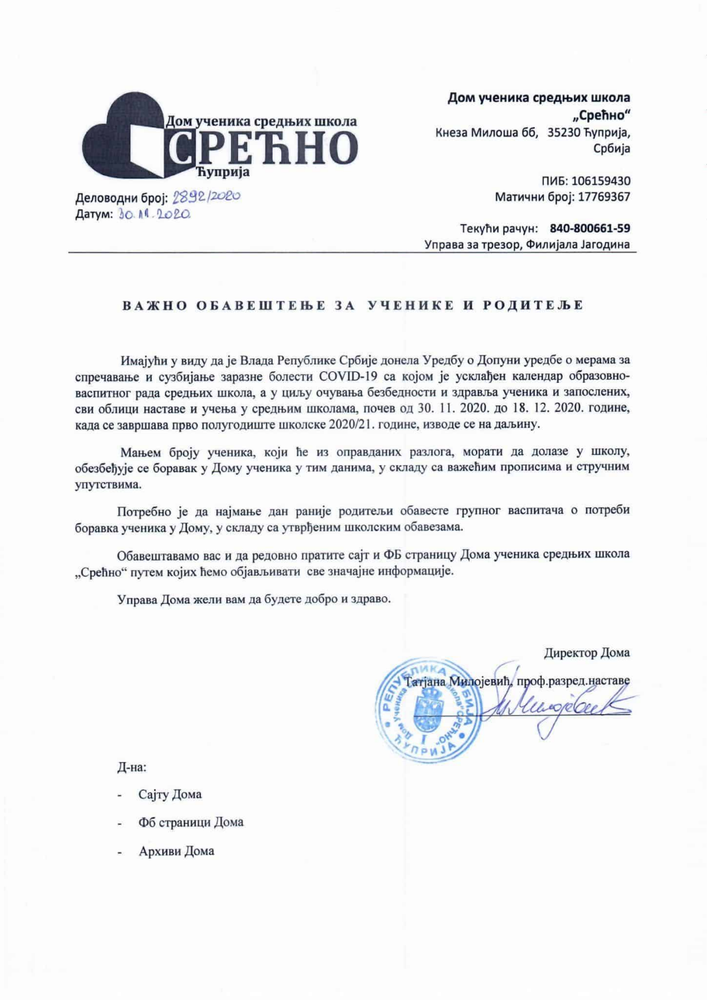 Дом ученика средњих школа
СРЕЋНО
Ћуприја
Деловодни број: 2892/2020
Датум: 30.11.2020
Дом ученика средњих школа
„Срећно“
Кнеза Милоша бб, 35230 Ћуприја,
Србија
ПИБ: 106159430
Матични број: 17769367
Текући рачун: 840-800661-59
Управа за трезор, Филијала Јагодина
ВАЖНО ОБАВЕШТЕЊЕ ЗА УЧЕНИКЕ И РОДИТЕЉЕ
Имајући у виду да је Влада Републике Србије донела Уредбу о Допуни уредбе о мерама за
спречавање и сузбијање заразне болести COVID-19 са којом је усклађен календар образовно-
васпитног рада средњих школа, а у циљу очувања безбедности и здравља ученика и запослених,
сви облици наставе и учења у средњим школама, почев од 30. 11. 2020. до 18. 12. 2020. године,
када се завршава прво полугодиште школске 2020/21. године, изводе се на даљину.
Мањем броју ученика, који ће из оправданих разлога, морати да долазе у школу,
обезбеђује се боравак у Дому ученика у тим данима, у складу са важећим прописима и стручним
упутствима.
Потребно је да најмање дан раније родитељи обавесте групног васпитача о потреби
боравка ученика у Дому, у складу са утврђеним школским обавезама.
Обавештавамо вас и да редовно пратите сајт и ФБ страницу Дома ученика средњих школа
„Срећно“ путем којих ћемо објављивати све значајне информације.
Управа Дома жели вам да будете добро и здраво.
Директор Дома
Татјана Милојевић, проф.разред.наставе
РЕПУБЛИКА СРБИЈА
Дом Ученика школа "СРЕЋНО"
I
ЋУПРИЈА
Д-на:
- Сајту Дома
- Фб страници Дома
- Архиви Дома